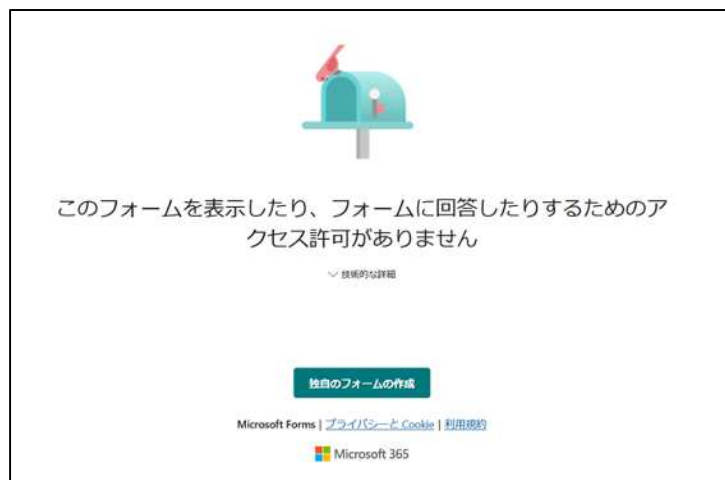 このフォームを表示したり、フォームに回答したりするためのア
クセス許可がありません
技術的な詳細
独自のフォームの作成
Microsoft Forms | プライバシーと Cookie | 利用規約
Microsoft 365